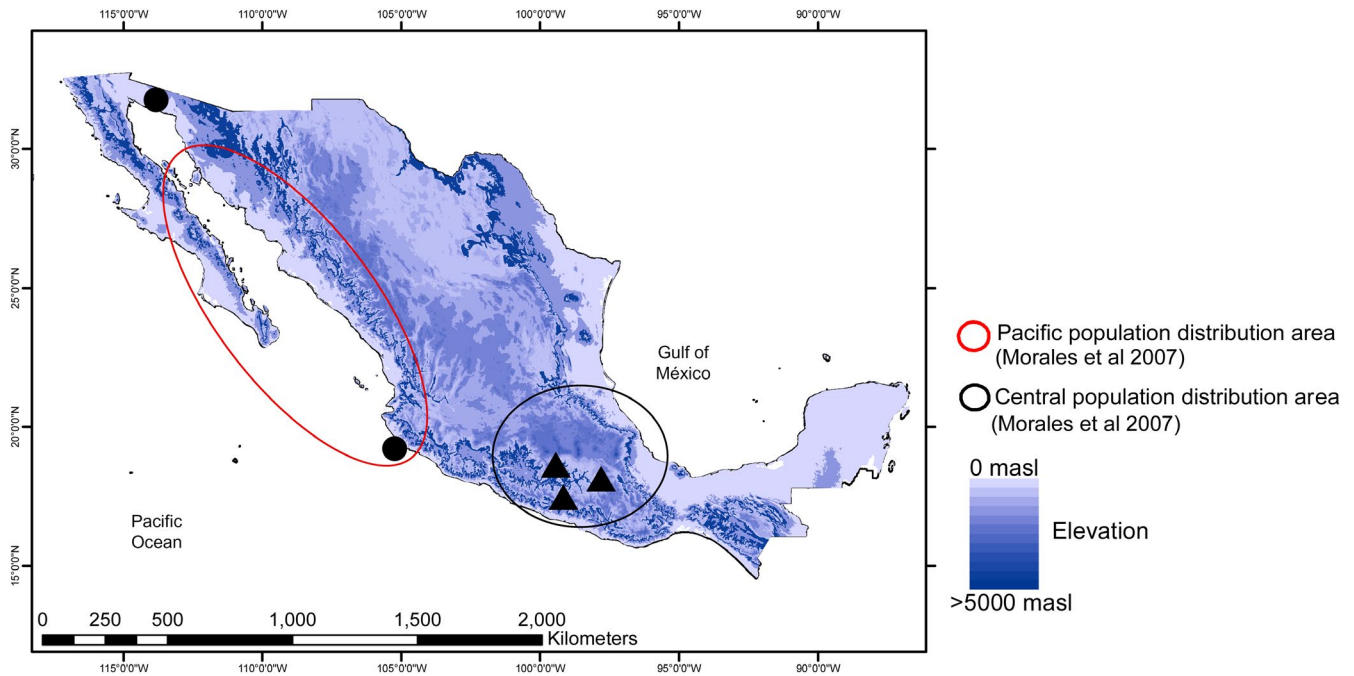 115°0'0"W 110°0'0"W 105°0'0"W 100°0'0"W 95°0'0"W 90°0'0"W
30°0'0"N
25°0'0"N
20°0'0"N
15°0'0"N
Gulf of
México
Pacific
Ocean
0 250 500 1,000 1,500 2,000
Kilometers
115°0'0"W 110°0'0"W 105°0'0"W 100°0'0"W 95°0'0"W 90°0'0"W
Pacific population distribution area
(Morales et al 2007)
Central population distribution area
(Morales et al 2007)
0 masl
Elevation
>5000 masl